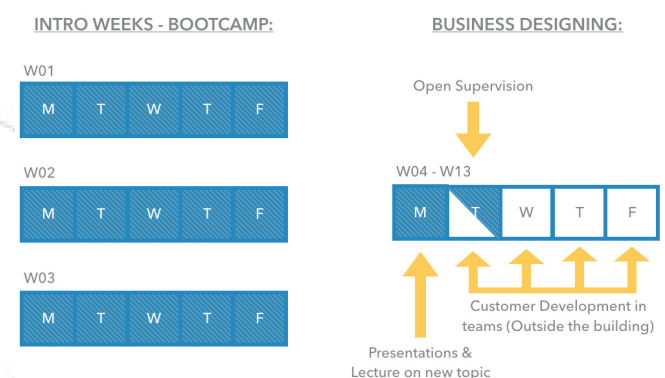 INTRO WEEKS - BOOTCAMP:
W01
M T W T F
W02
M T W T F
W03
M T W T F
BUSINESS DESIGNING:
Open Supervision
W04 - W13
M T W T F
Customer Development in
teams (Outside the building)
Presentations &
Lecture on new topic